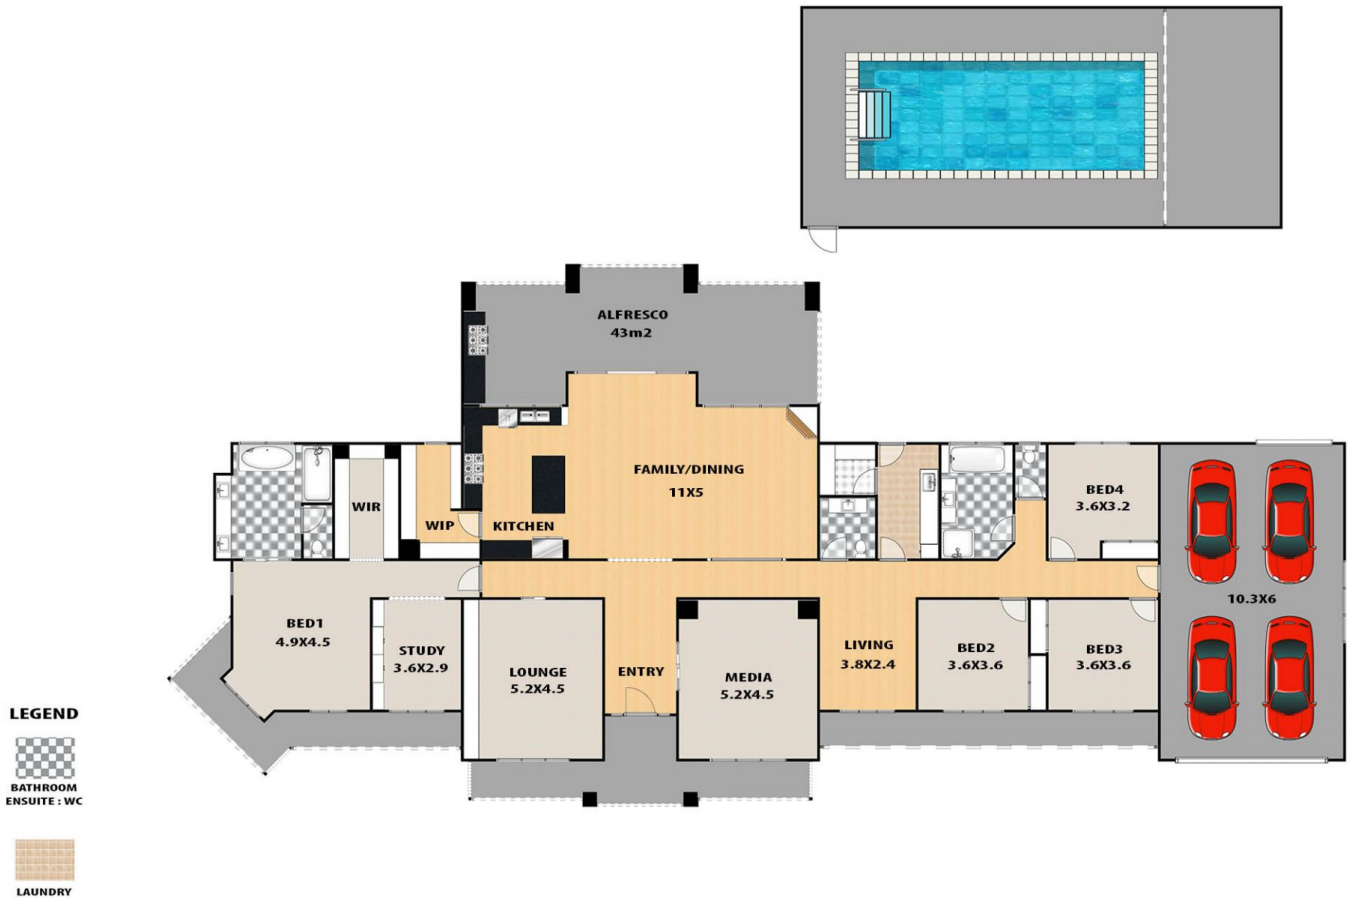 ALFRESCO
43m2
FAMILY/DINING
11X5
WIR
WIP
KITCHEN
BED4
3.6X3.2
10.3X6
BED1
4.9X4.5
STUDY
3.6X2.9
LOUNGE
5.2X4.5
ENTRY
MEDIA
5.2X4.5
LIVING
3.8X2.4
BED2
3.6X3.6
BED3
3.6X3.6
LEGEND
BATHROOM
ENSUITE : WC
LAUNDRY